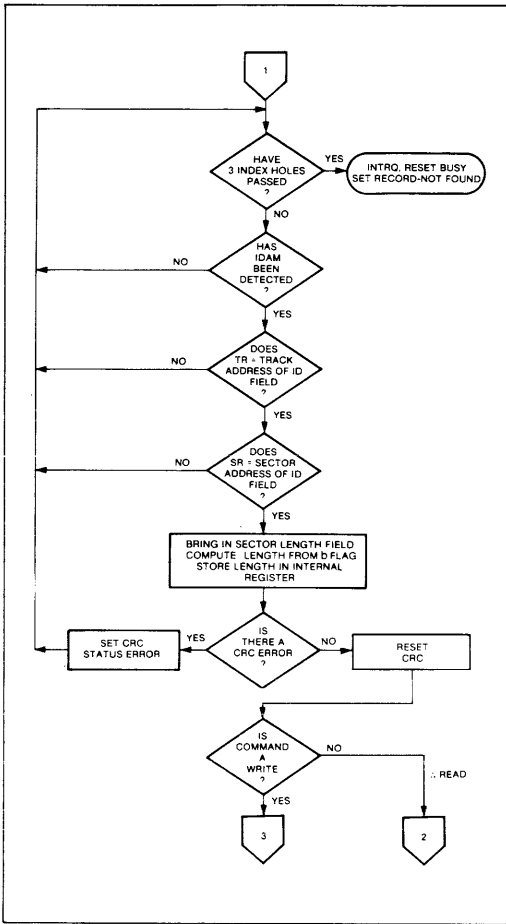 1
HAVE
3 INDEX HOLES
PASSED
?
YES
INTRQ, RESET BUSY
SET RECORD-NOT FOUND
NO
HAS
IDAM
BEEN
DETECTED
?
NO
YES
DOES
TR = TRACK
ADDRESS OF ID
FIELD
?
NO
YES
DOES
SR = SECTOR
ADDRESS OF ID
FIELD
?
NO
YES
BRING IN SECTOR LENGTH FIELD
COMPUTE LENGTH FROM b FLAG
STORE LENGTH IN INTERNAL
REGISTER
IS
THERE A
CRC ERROR
?
YES
SET CRC
STATUS ERROR
NO
RESET
CRC
IS
COMMAND
A
WRITE
?
NO
∴ READ
YES
3
2